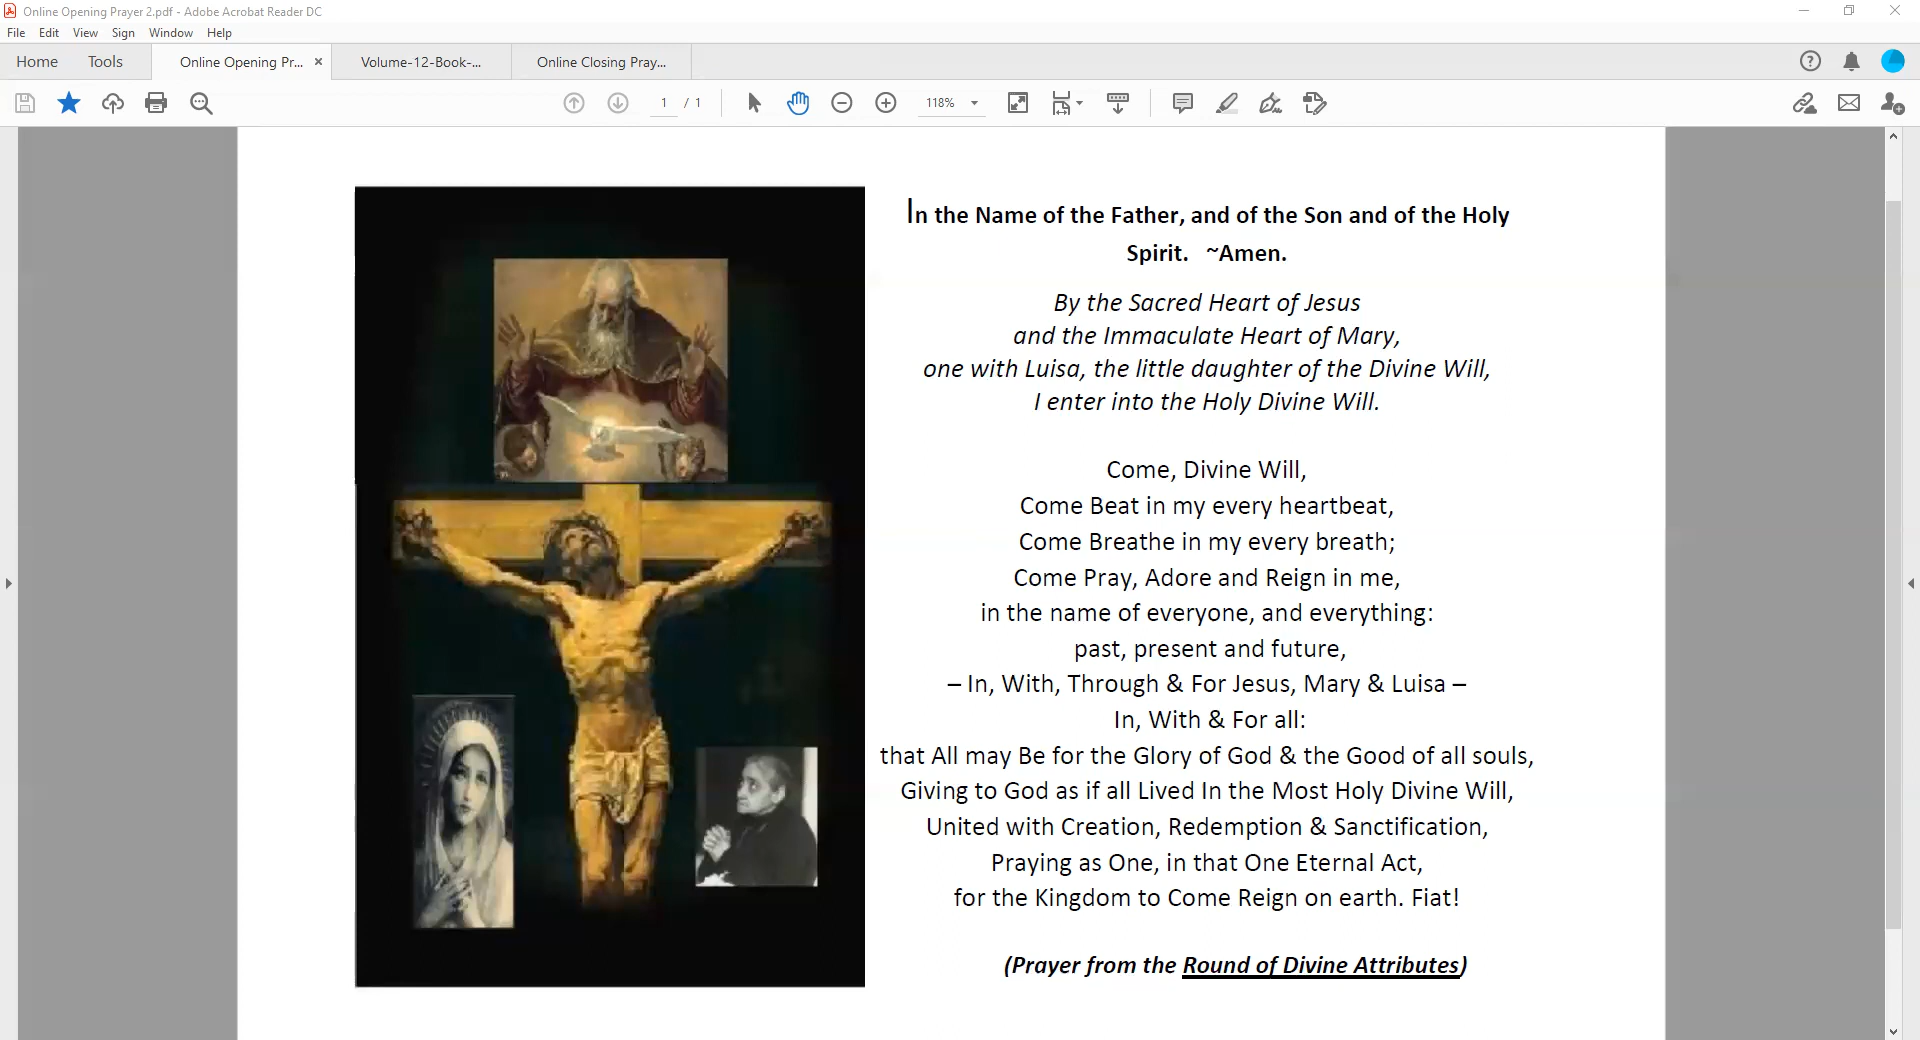 Online Opening Prayer 2.pdf - Adobe Acrobat Reader DC
File Edit View Sign Window Help
Home Tools Online Opening Pr... × Volume-12-Book-... Online Closing Pray...
1 / 1 118%
In the Name of the Father, and of the Son and of the Holy
Spirit. ~Amen.
By the Sacred Heart of Jesus
and the Immaculate Heart of Mary,
one with Luisa, the little daughter of the Divine Will,
I enter into the Holy Divine Will.
Come, Divine Will,
Come Beat in my every heartbeat,
Come Breathe in my every breath;
Come Pray, Adore and Reign in me,
in the name of everyone, and everything:
past, present and future,
– In, With, Through & For Jesus, Mary & Luisa –
In, With & For all:
that All may Be for the Glory of God & the Good of all souls,
Giving to God as if all Lived In the Most Holy Divine Will,
United with Creation, Redemption & Sanctification,
Praying as One, in that One Eternal Act,
for the Kingdom to Come Reign on earth. Fiat!
(Prayer from the Round of Divine Attributes)